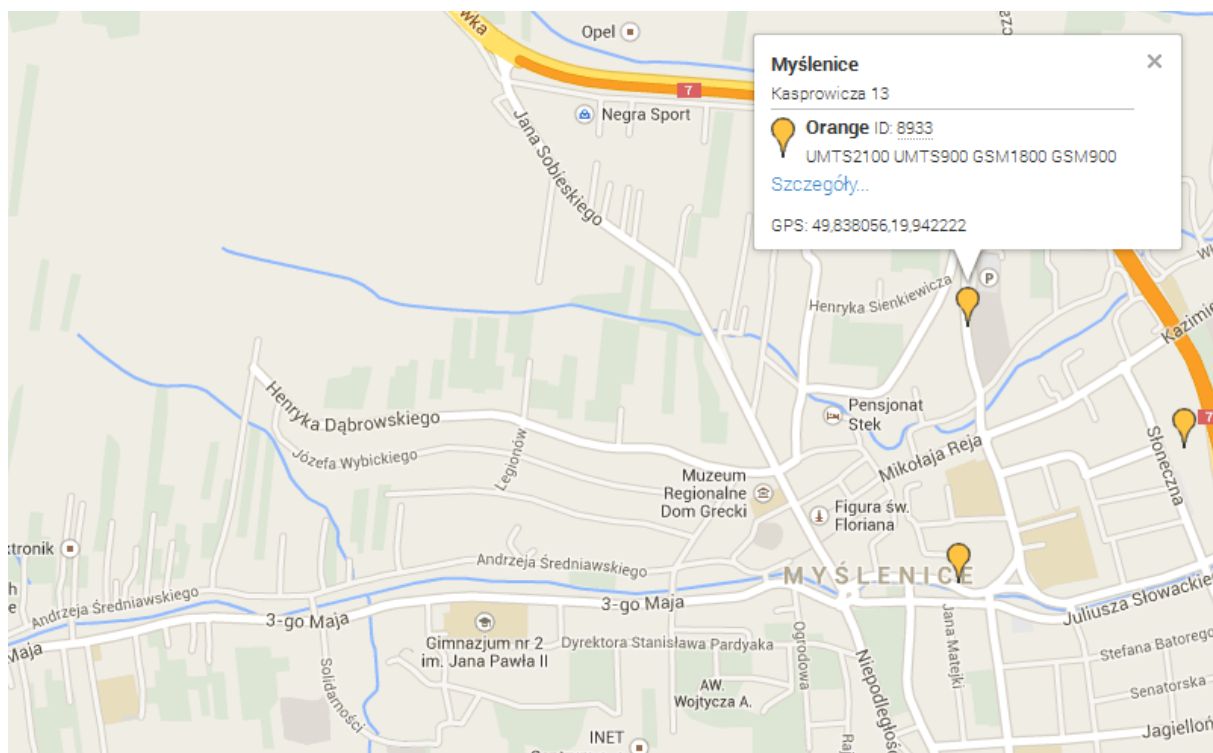 Opel
7
Negra Sport
Jana Sobieskiego
Myślenice
Kasprowicza 13
Orange ID: 8933
UMTS2100 UMTS900 GSM1800 GSM900
Szczegóły...
GPS: 49,838056,19,942222
Henryka Sienkiewicza
P
Henryka Dąbrowskiego
Józefa Wybickiego
Legionów
Pensjonat
Stek
Mikołaja Reja
Słoneczna
7
Muzeum
Regionalne
Dom Grecki
Figura św.
Floriana
Andrzeja Średniawskiego
Andrzeja Średniawskiego
MYŚLENICE
3-go Maja
3-go Maja
Maja
Juliusza Słowackie
Gimnazjum nr 2
im. Jana Pawła II
Dyrektora Stanisława Pardyaka
Solidarności
AW.
Wojtycza A.
Ogrodowa
Niepodległoś
Jana Matejki
Stefana Batorego
Senatorska
Jagielloń
INET